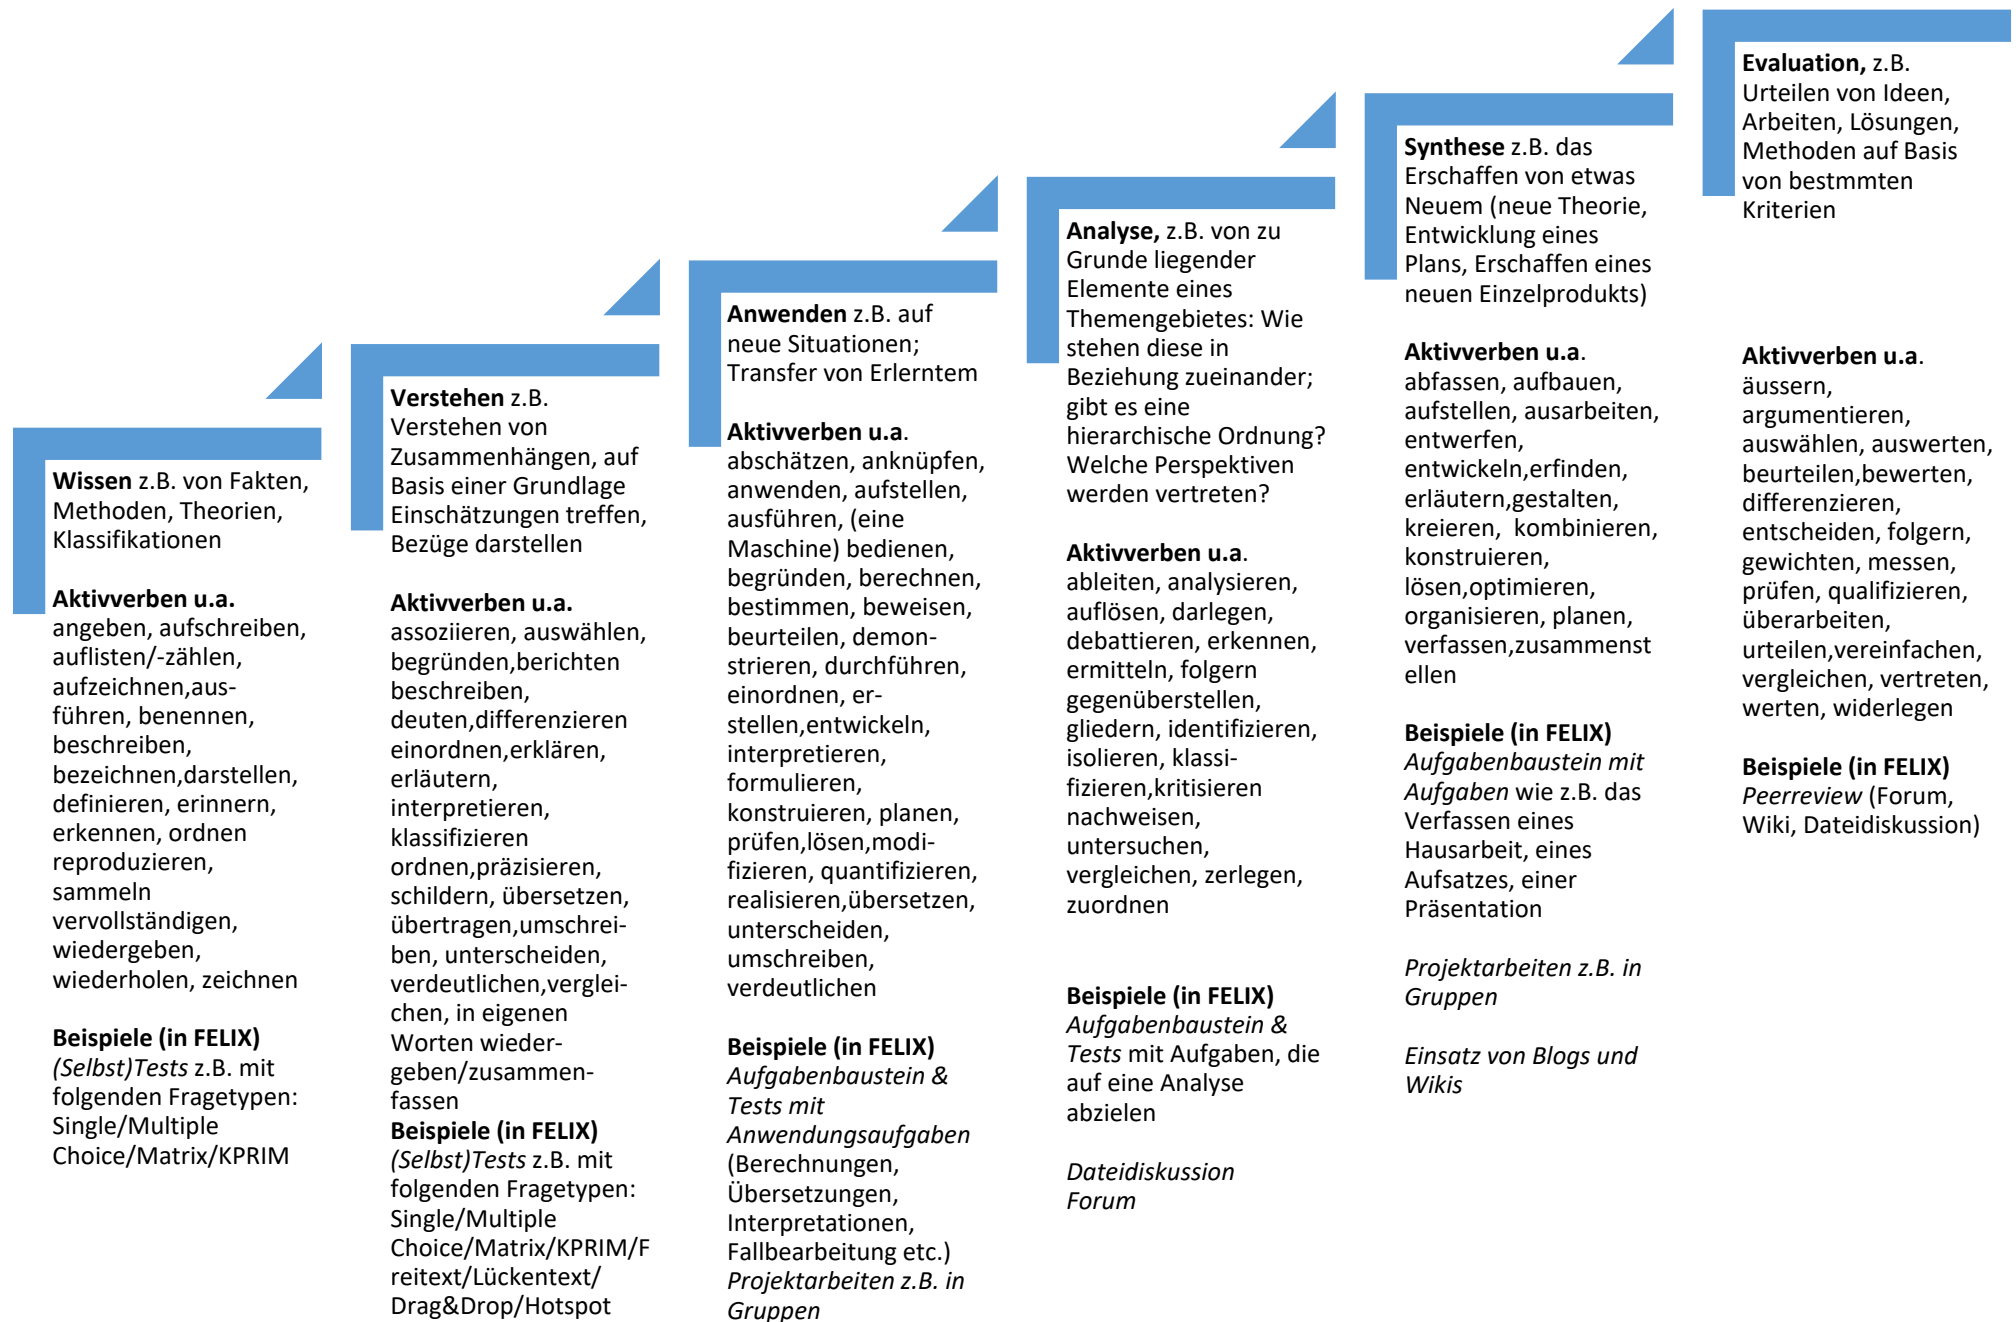 Wissen z.B. von Fakten,
Methoden, Theorien,
Klassifikationen
Aktivverben u.a.
angeben, aufschreiben,
auflisten/-zählen,
aufzeichnen,aus-
führen, benennen,
beschreiben,
bezeichnen,darstellen,
definieren, erinnern,
erkennen, ordnen
reproduzieren,
sammeln
vervollständigen,
wiedergeben,
wiederholen, zeichnen
Beispiele (in FELIX)
(Selbst)Tests z.B. mit
folgenden Fragetypen:
Single/Multiple
Choice/Matrix/KPRIM
Verstehen z.B.
Verstehen von
Zusammenhängen, auf
Basis einer Grundlage
Einschätzungen treffen,
Bezüge darstellen
Aktivverben u.a.
assoziieren, auswählen,
begründen,berichten
beschreiben,
deuten,differenzieren
einordnen,erklären,
erläutern,
interpretieren,
klassifizieren
ordnen,präzisieren,
schildern, übersetzen,
übertragen,umschrei-
ben, unterscheiden,
verdeutlichen,verglei-
chen, in eigenen
Worten wieder-
geben/zusammen-
fassen
Beispiele (in FELIX)
(Selbst)Tests z.B. mit
folgenden Fragetypen:
Single/Multiple
Choice/Matrix/KPRIM/F
reitext/Lückentext/
Drag&Drop/Hotspot
Anwenden z.B. auf
neue Situationen;
Transfer von Erlerntem
Aktivverben u.a.
abschätzen, anknüpfen,
anwenden, aufstellen,
ausführen, (eine
Maschine) bedienen,
begründen, berechnen,
bestimmen, beweisen,
beurteilen, demon-
strieren, durchführen,
einordnen, er-
stellen,entwickeln,
interpretieren,
formulieren,
konstruieren, planen,
prüfen,lösen,modi-
fizieren, quantifizieren,
realisieren,übersetzen,
unterscheiden,
umschreiben,
verdeutlichen
Beispiele (in FELIX)
Aufgabenbaustein &
Tests mit
Anwendungsaufgaben
(Berechnungen,
Übersetzungen,
Interpretationen,
Fallbearbeitung etc.)
Projektarbeiten z.B. in
Gruppen
Analyse, z.B. von zu
Grunde liegender
Elemente eines
Themengebietes: Wie
stehen diese in
Beziehung zueinander;
gibt es eine
hierarchische Ordnung?
Welche Perspektiven
werden vertreten?
Aktivverben u.a.
ableiten, analysieren,
auflösen, darlegen,
debattieren, erkennen,
ermitteln, folgern
gegenüberstellen,
gliedern, identifizieren,
isolieren, klassi-
fizieren,kritisieren
nachweisen,
untersuchen,
vergleichen, zerlegen,
zuordnen
Beispiele (in FELIX)
Aufgabenbaustein &
Tests mit Aufgaben, die
auf eine Analyse
abzielen
Dateidiskussion
Forum
Synthese z.B. das
Erschaffen von etwas
Neuem (neue Theorie,
Entwicklung eines
Plans, Erschaffen eines
neuen Einzelprodukts)
Aktivverben u.a.
abfassen, aufbauen,
aufstellen, ausarbeiten,
entwerfen,
entwickeln,erfinden,
erläutern,gestalten,
kreieren,  kombinieren,
konstruieren,
lösen,optimieren,
organisieren, planen,
verfassen,zusammenst
ellen
Beispiele (in FELIX)
Aufgabenbaustein mit
Aufgaben wie z.B. das
Verfassen eines
Hausarbeit, eines
Aufsatzes, einer
Präsentation
Projektarbeiten z.B. in
Gruppen
Einsatz von Blogs und
Wikis
Evaluation, z.B.
Urteilen von Ideen,
Arbeiten, Lösungen,
Methoden auf Basis
von bestmmten
Kriterien
Aktivverben u.a.
äussern,
argumentieren,
auswählen, auswerten,
beurteilen,bewerten,
differenzieren,
entscheiden, folgern,
gewichten, messen,
prüfen, qualifizieren,
überarbeiten,
urteilen,vereinfachen,
vergleichen, vertreten,
werten, widerlegen
Beispiele (in FELIX)
Peerreview (Forum,
Wiki, Dateidiskussion)